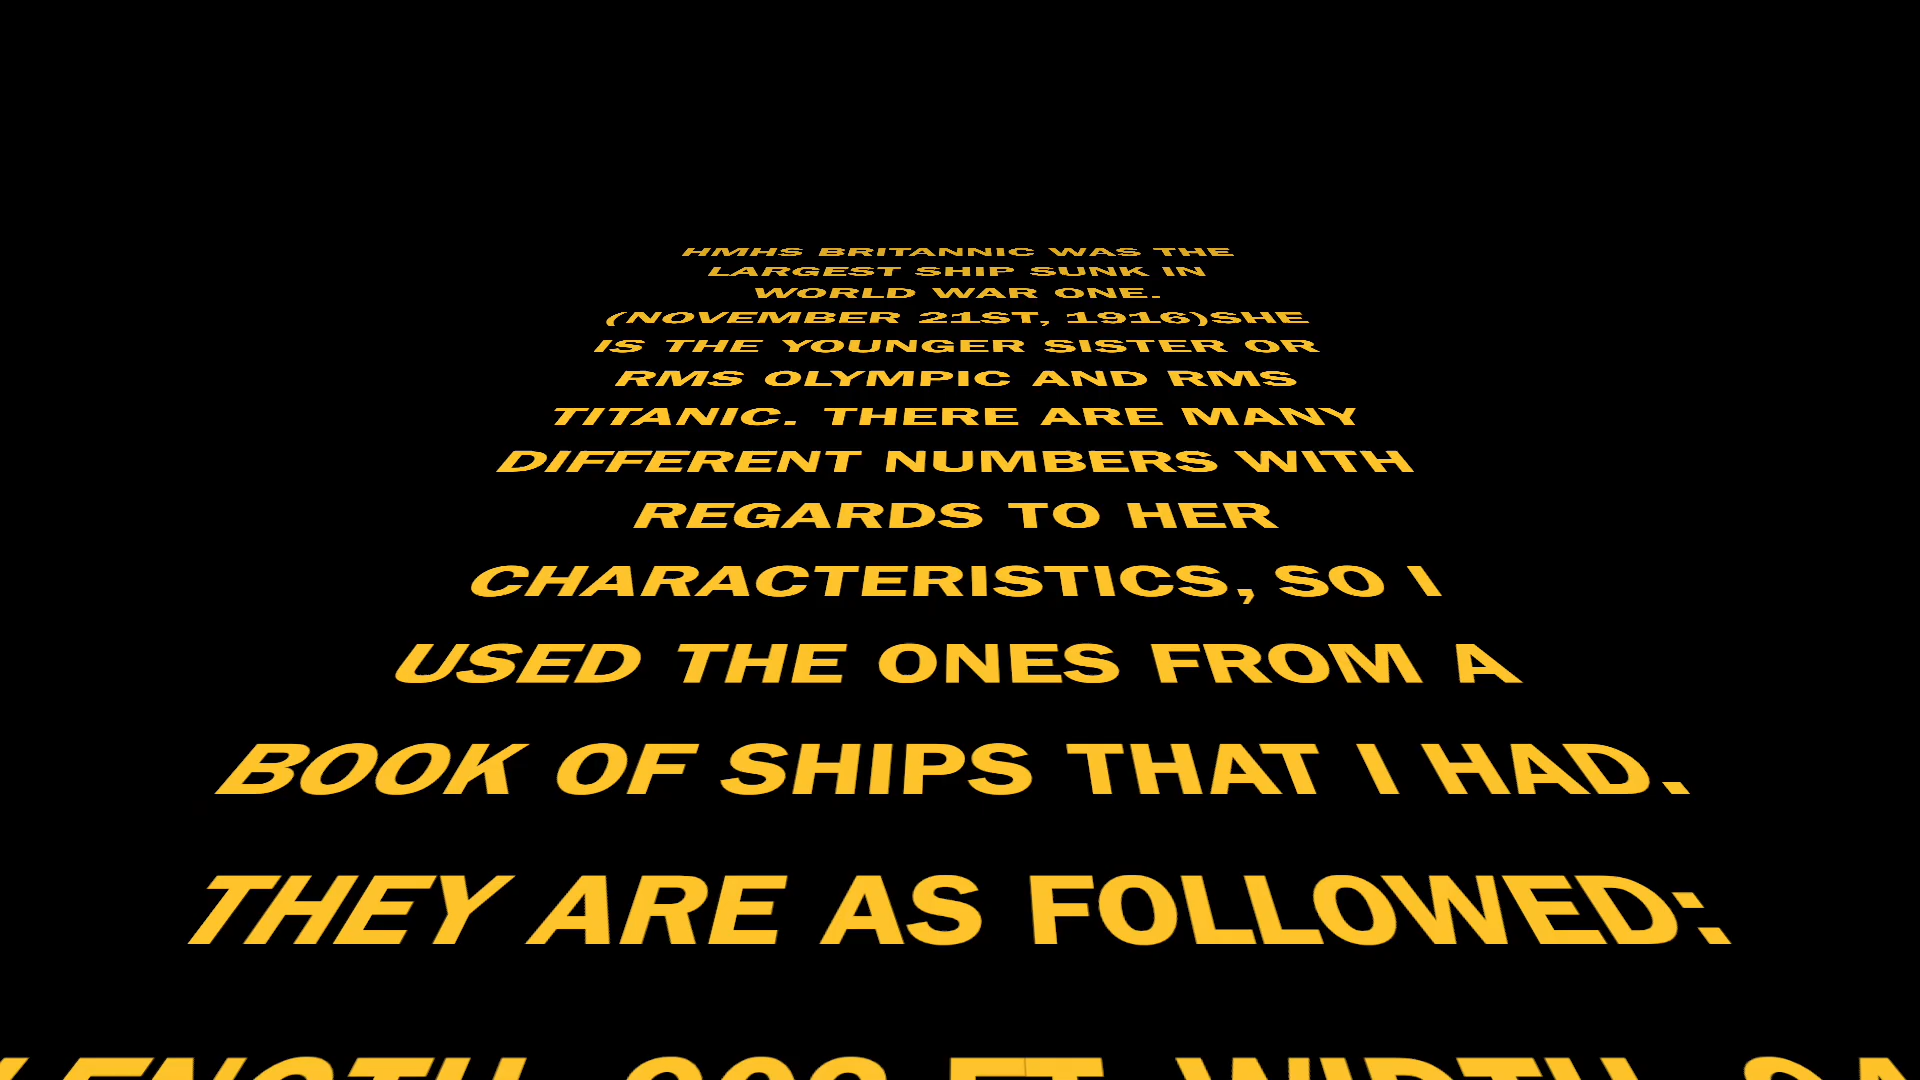 HMHS BRITANNIC WAS THE
LARGEST SHIP SUNK IN
WORLD WAR ONE.
(NOVEMBER 21ST, 1916)SHE
IS THE YOUNGER SISTER OR
RMS OLYMPIC AND RMS
TITANIC. THERE ARE MANY
DIFFERENT NUMBERS WITH
REGARDS TO HER
CHARACTERISTICS, SO I
USED THE ONES FROM A
BOOK OF SHIPS THAT I HAD.
THEY ARE AS FOLLOWED: